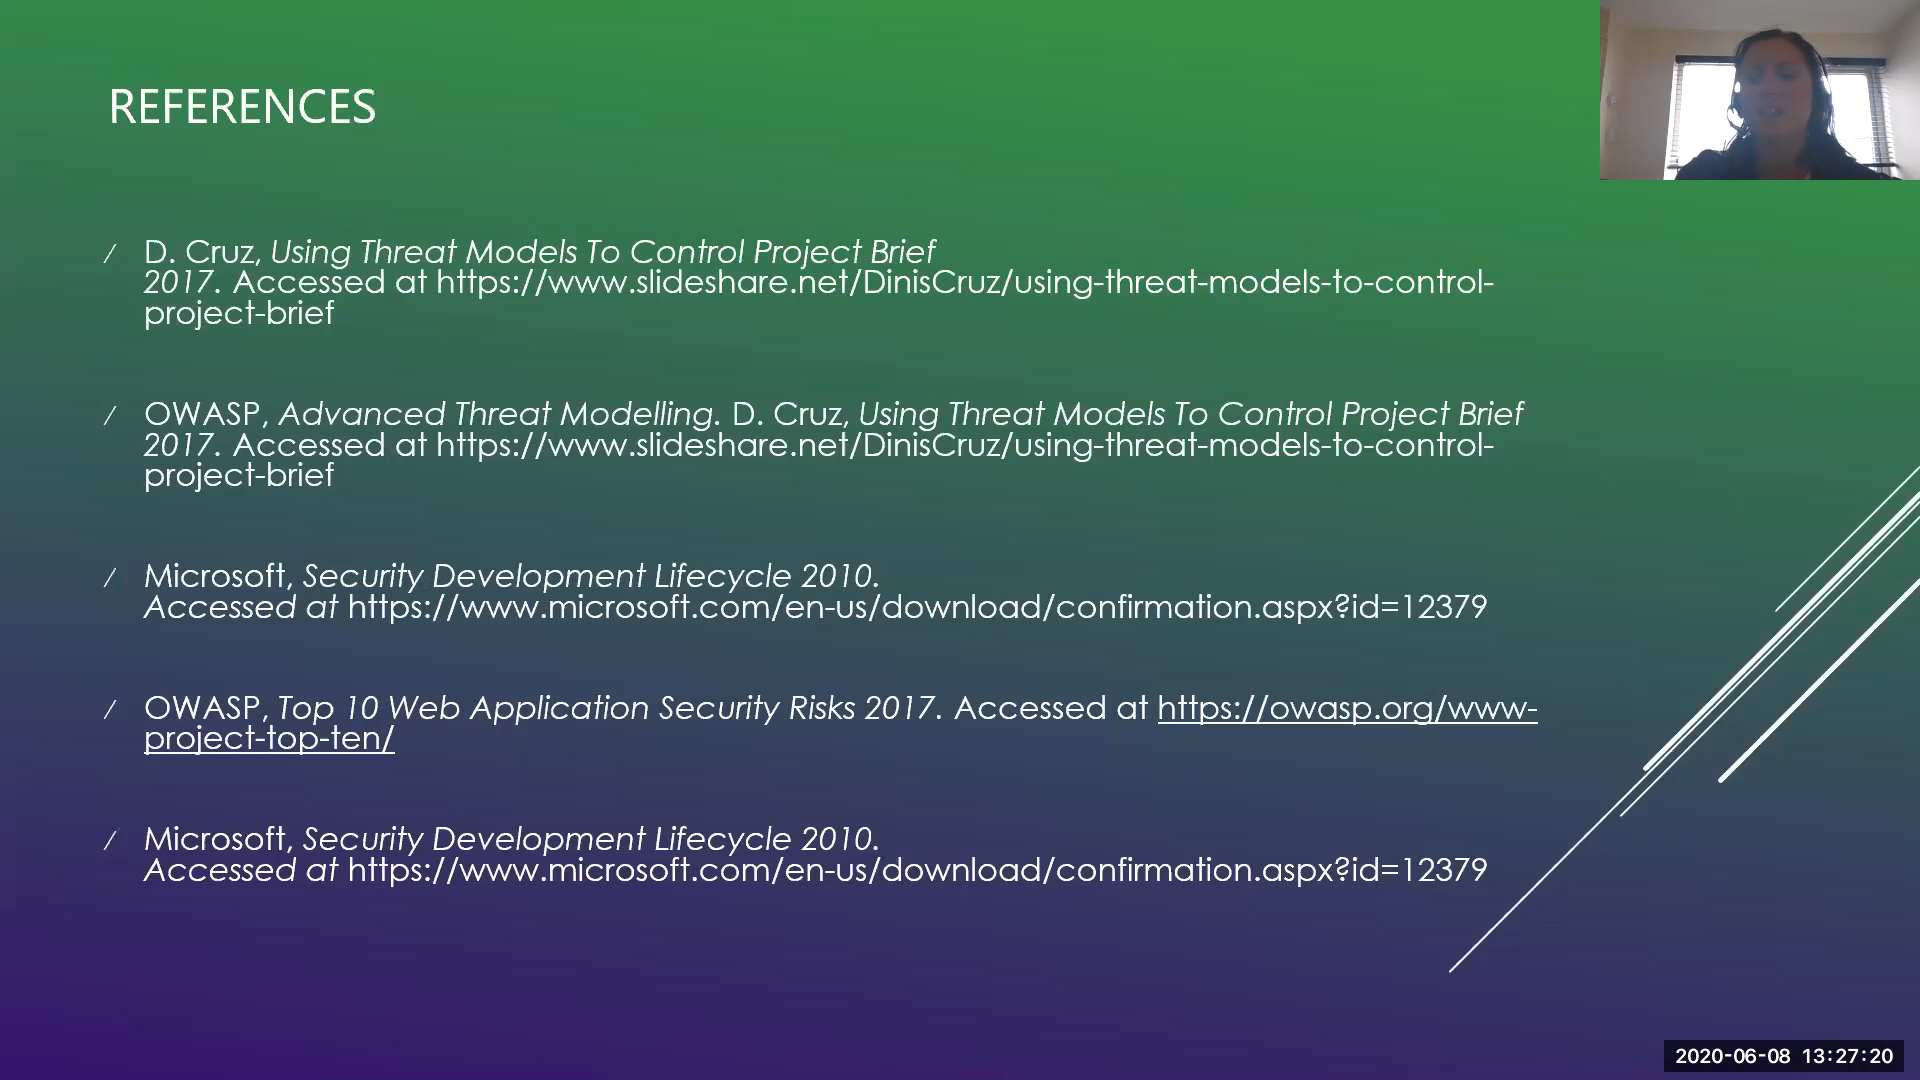 REFERENCES
D. Cruz, Using Threat Models To Control Project Brief
2017. Accessed at https://www.slideshare.net/DinisCruz/using-threat-models-to-control-
project-brief
OWASP, Advanced Threat Modelling. D. Cruz, Using Threat Models To Control Project Brief
2017. Accessed at https://www.slideshare.net/DinisCruz/using-threat-models-to-control-
project-brief
Microsoft, Security Development Lifecycle 2010.
Accessed at https://www.microsoft.com/en-us/download/confirmation.aspx?id=12379
OWASP, Top 10 Web Application Security Risks 2017. Accessed at https://owasp.org/www-
project-top-ten/
Microsoft, Security Development Lifecycle 2010.
Accessed at https://www.microsoft.com/en-us/download/confirmation.aspx?id=12379
2020-06-08 13:27:20